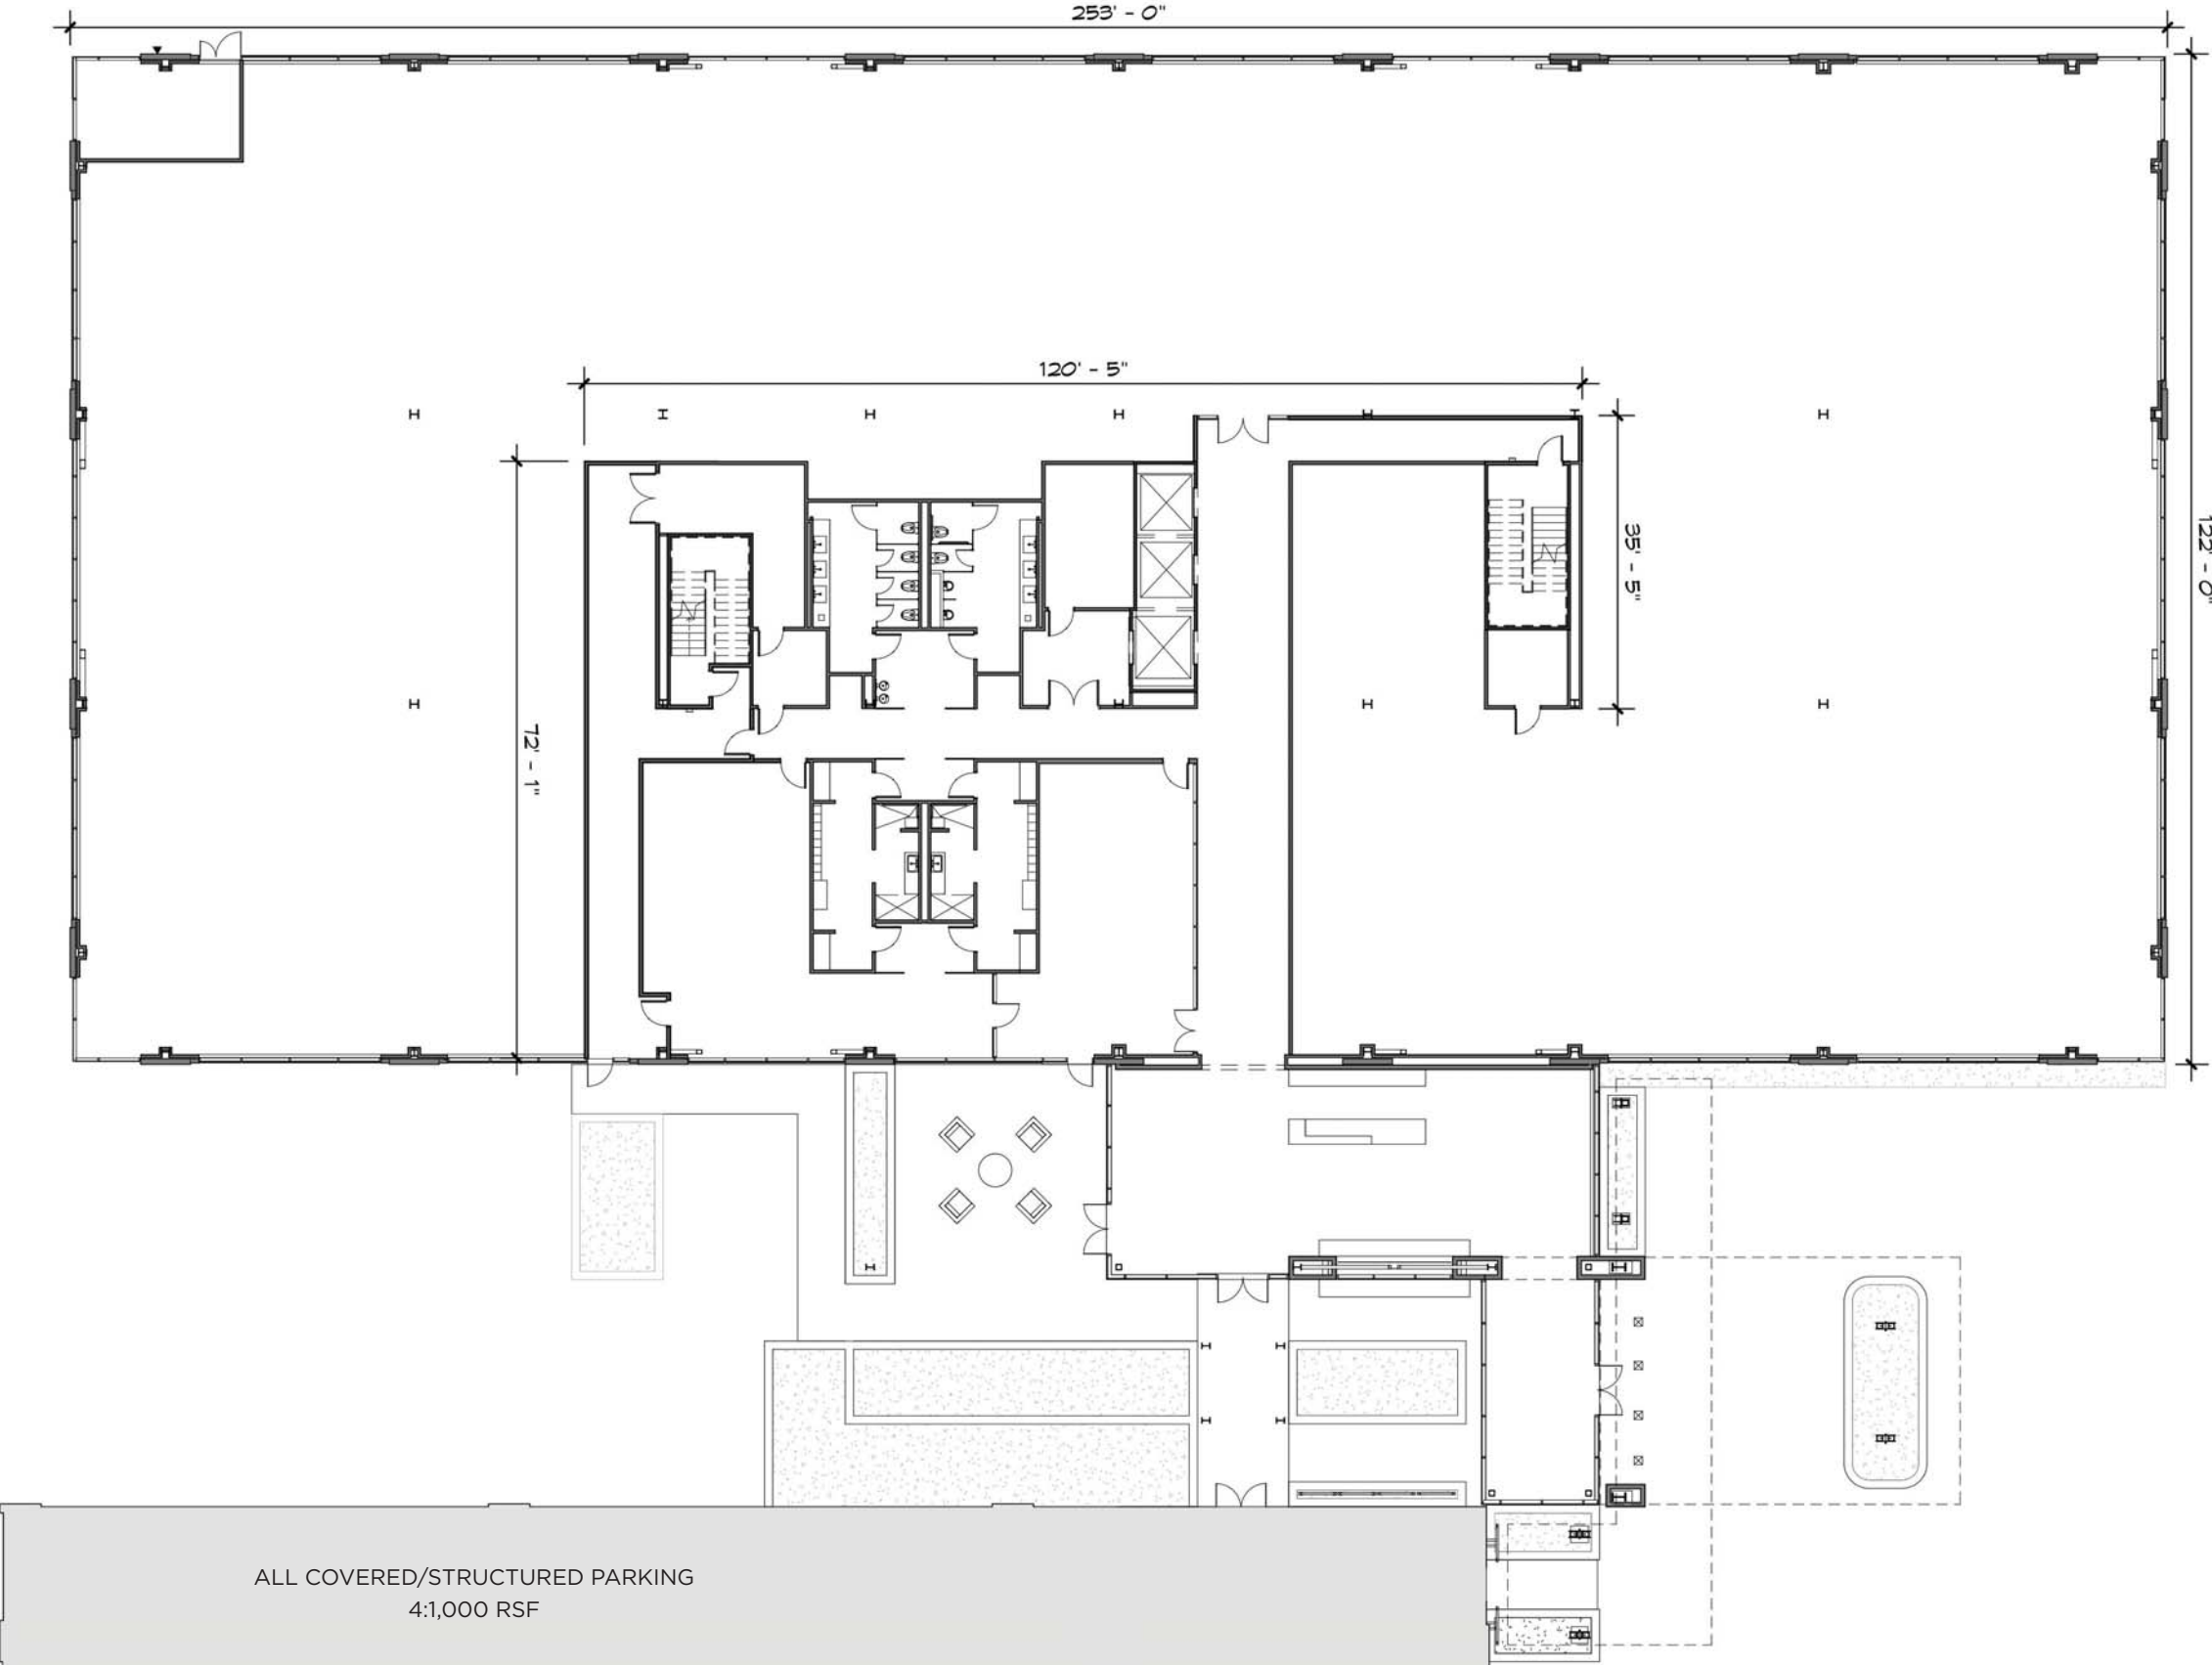 253' - 0"
120' - 5"
35' - 5"
122' - 0"
72' - 1"
ALL COVERED/STRUCTURED PARKING
4:1,000 RSF